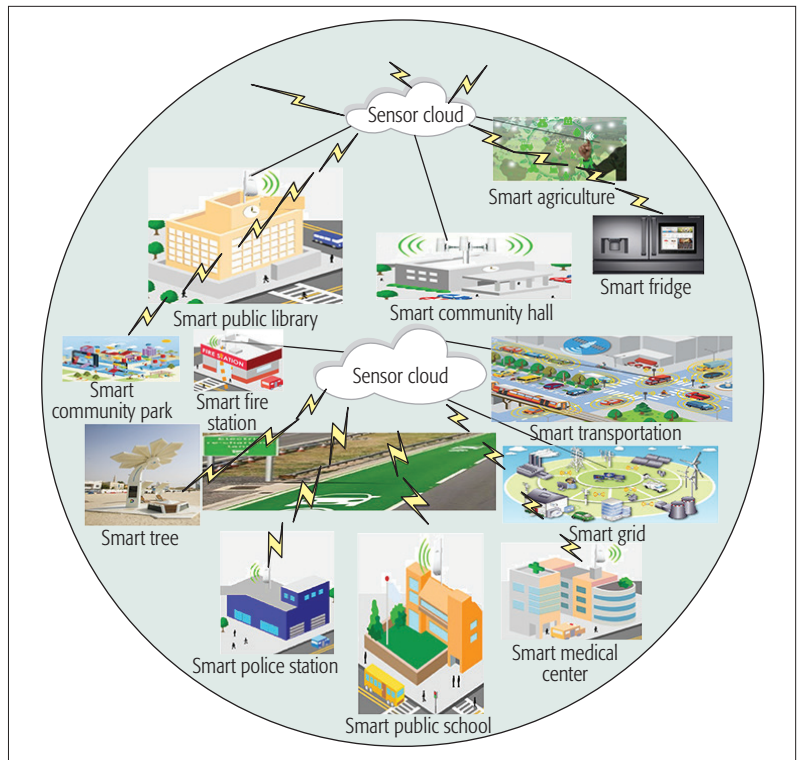 Sensor cloud
Smart agriculture
Smart fridge
Smart public library
Smart community hall
FIRE STATION
Sensor cloud
Smart
community park
Smart fire
station
Smart transportation
Smart tree
Smart grid
Smart police station
Smart public school
Smart medical
center